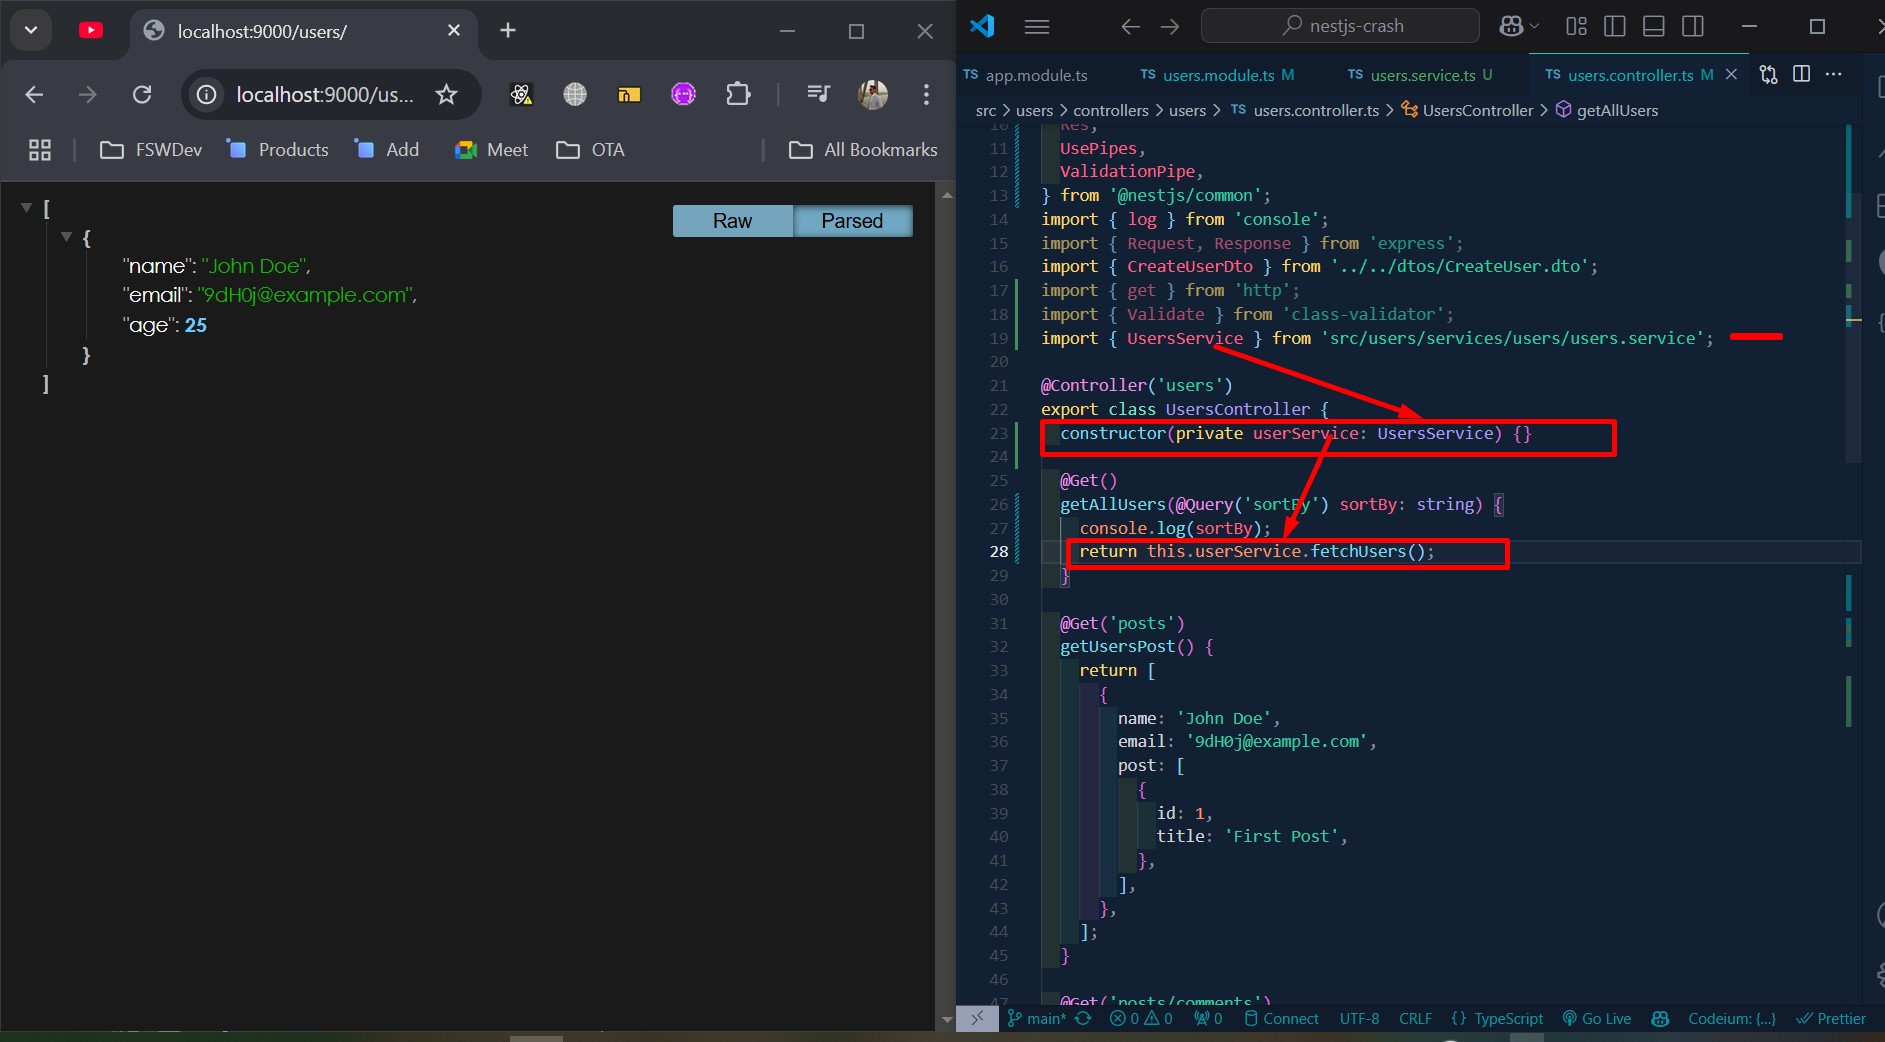 localhost:9000/users/
localhost:9000/us...
FSWDev
Products
Add
Meet
OTA
All Bookmarks
Raw
Parsed
[
{
"name": "John Doe",
"email": "9dH0j@example.com",
"age": 25
}
]
nestjs-crash
TS app.module.ts
TS users.module.ts M
TS users.service.ts U
TS users.controller.ts M
src > users > controllers > users > TS users.controller.ts > UsersController > getAllUsers
10 Res,
11 UsePipes,
12 ValidationPipe,
13 } from '@nestjs/common';
14 import { log } from 'console';
15 import { Request, Response } from 'express';
16 import { CreateUserDto } from '../../dtos/CreateUser.dto';
17 import { get } from 'http';
18 import { Validate } from 'class-validator';
19 import { UsersService } from 'src/users/services/users/users.service';
20
21 @Controller('users')
22 export class UsersController {
23 constructor(private userService: UsersService) {}
24
25 @Get()
26 getAllUsers(@Query('sortBy') sortBy: string) {
27 console.log(sortBy);
28 return this.userService.fetchUsers();
29 }
30
31 @Get('posts')
32 getUsersPost() {
33 return [
34 {
35 name: 'John Doe',
36 email: '9dH0j@example.com',
37 post: [
38 {
39 id: 1,
40 title: 'First Post',
41 },
42 ],
43 },
44 ];
45 }
46
47 @Get('posts/comments')
main* 0 0 0 Connect UTF-8 CRLF {} TypeScript Go Live Codeium: {...} Prettier